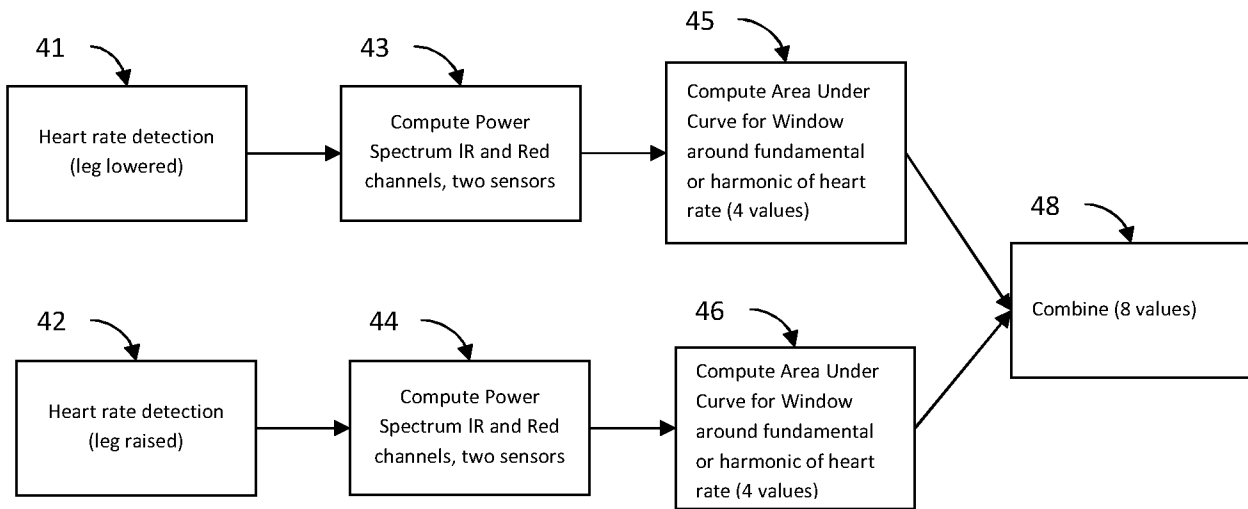 41
Heart rate detection
(leg lowered)
43
Compute Power
Spectrum IR and Red
channels, two sensors
45
Compute Area Under
Curve for Window
around fundamental
or harmonic of heart
rate (4 values)
48
Combine (8 values)
42
Heart rate detection
(leg raised)
44
Compute Power
Spectrum IR and Red
channels, two sensors
46
Compute Area Under
Curve for Window
around fundamental
or harmonic of heart
rate (4 values)